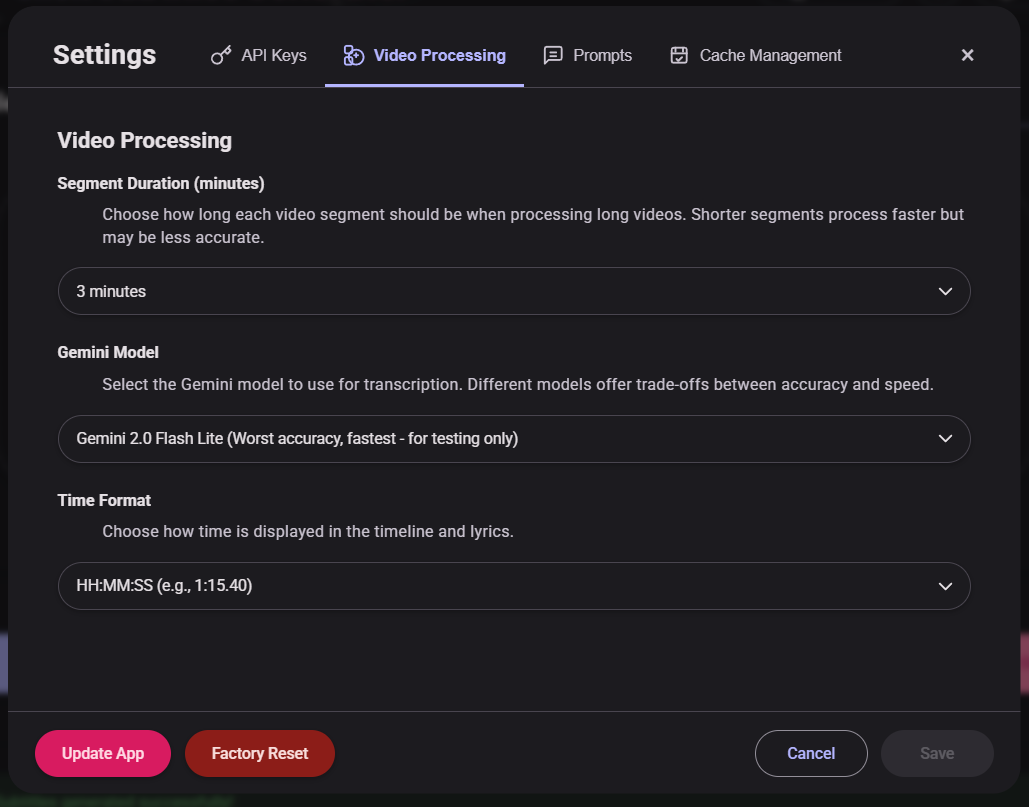 Settings
API Keys
Video Processing
Prompts
Cache Management
Video Processing
Segment Duration (minutes)
Choose how long each video segment should be when processing long videos. Shorter segments process faster but
may be less accurate.
3 minutes
Gemini Model
Select the Gemini model to use for transcription. Different models offer trade-offs between accuracy and speed.
Gemini 2.0 Flash Lite (Worst accuracy, fastest - for testing only)
Time Format
Choose how time is displayed in the timeline and lyrics.
HH:MM:SS (e.g., 1:15.40)
Update App
Factory Reset
Cancel
Save